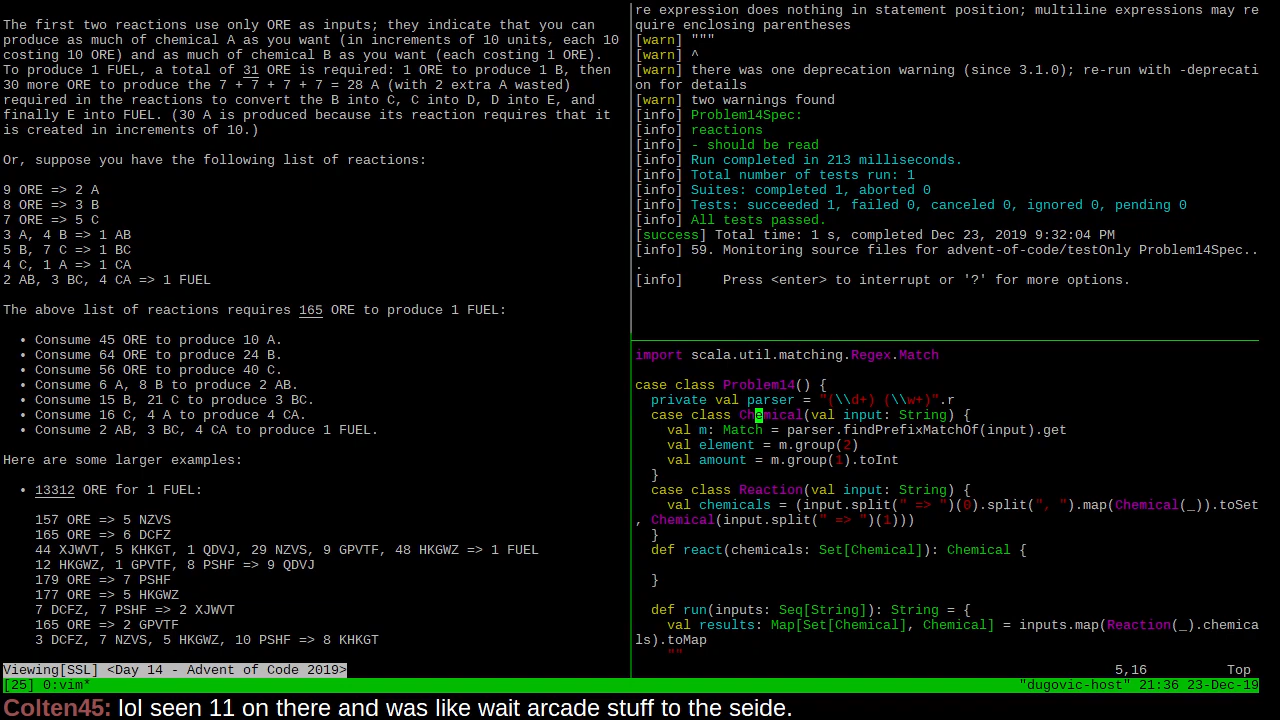 The first two reactions use only ORE as inputs; they indicate that you can
produce as much of chemical A as you want (in increments of 10 units, each 10
costing 10 ORE) and as much of chemical B as you want (each costing 1 ORE).
To produce 1 FUEL, a total of 31 ORE is required: 1 ORE to produce 1 B, then
30 more ORE to produce the 7 + 7 + 7 + 7 = 28 A (with 2 extra A wasted)
required in the reactions to convert the B into C, C into D, D into E, and
finally E into FUEL. (30 A is produced because its reaction requires that it
is created in increments of 10.)
Or, suppose you have the following list of reactions:
9 ORE => 2 A
8 ORE => 3 B
7 ORE => 5 C
3 A, 4 B => 1 AB
5 B, 7 C => 1 BC
4 C, 1 A => 1 CA
2 AB, 3 BC, 4 CA => 1 FUEL
The above list of reactions requires 165 ORE to produce 1 FUEL:
• Consume 45 ORE to produce 10 A.
• Consume 64 ORE to produce 24 B.
• Consume 56 ORE to produce 40 C.
• Consume 6 A, 8 B to produce 2 AB.
• Consume 15 B, 21 C to produce 3 BC.
• Consume 16 C, 4 A to produce 4 CA.
• Consume 2 AB, 3 BC, 4 CA to produce 1 FUEL.
Here are some larger examples:
• 13312 ORE for 1 FUEL:
157 ORE => 5 NZVS
165 ORE => 6 DCFZ
44 XJWVT, 5 KHKGT, 1 QDVJ, 29 NZVS, 9 GPVTF, 48 HKGWZ => 1 FUEL
12 HKGWZ, 1 GPVTF, 8 PSHF => 9 QDVJ
179 ORE => 7 PSHF
177 ORE => 5 HKGWZ
7 DCFZ, 7 PSHF => 2 XJWVT
165 ORE => 2 GPVTF
3 DCFZ, 7 NZVS, 5 HKGWZ, 10 PSHF => 8 KHKGT
Viewing[SSL] <Day 14 - Advent of Code 2019>
re expression does nothing in statement position; multiline expressions may re
quire enclosing parentheses
[warn] """
[warn] ^
[warn] there was one deprecation warning (since 3.1.0); re-run with -deprecati
on for details
[warn] two warnings found
[info] Problem14Spec:
[info] reactions
[info] - should be read
[info] Run completed in 213 milliseconds.
[info] Total number of tests run: 1
[info] Suites: completed 1, aborted 0
[info] Tests: succeeded 1, failed 0, canceled 0, ignored 0, pending 0
[info] All tests passed.
[success] Total time: 1 s, completed Dec 23, 2019 9:32:04 PM
[info] 59. Monitoring source files for advent-of-code/testOnly Problem14Spec..
.
[info]     Press <enter> to interrupt or '?' for more options.
import scala.util.matching.Regex.Match
case class Problem14() {
  private val parser = "(\\d+) (\\w+)".r
  case class Chemical(val input: String) {
    val m: Match = parser.findPrefixMatchOf(input).get
    val element = m.group(2)
    val amount = m.group(1).toInt
  }
  case class Reaction(val input: String) {
    val chemicals = (input.split(" => ")(0).split(", ").map(Chemical(_)).toSet
, Chemical(input.split(" => ")(1)))
  }
  def react(chemicals: Set[Chemical]): Chemical {
  }
  def run(inputs: Seq[String]): String = {
    val results: Map[Set[Chemical], Chemical] = inputs.map(Reaction(_).chemica
ls).toMap
    ""
5,16 Top
[25] 0:vim* "dugovic-host" 21:36 23-Dec-19
Colten45: lol seen 11 on there and was like wait arcade stuff to the seide.